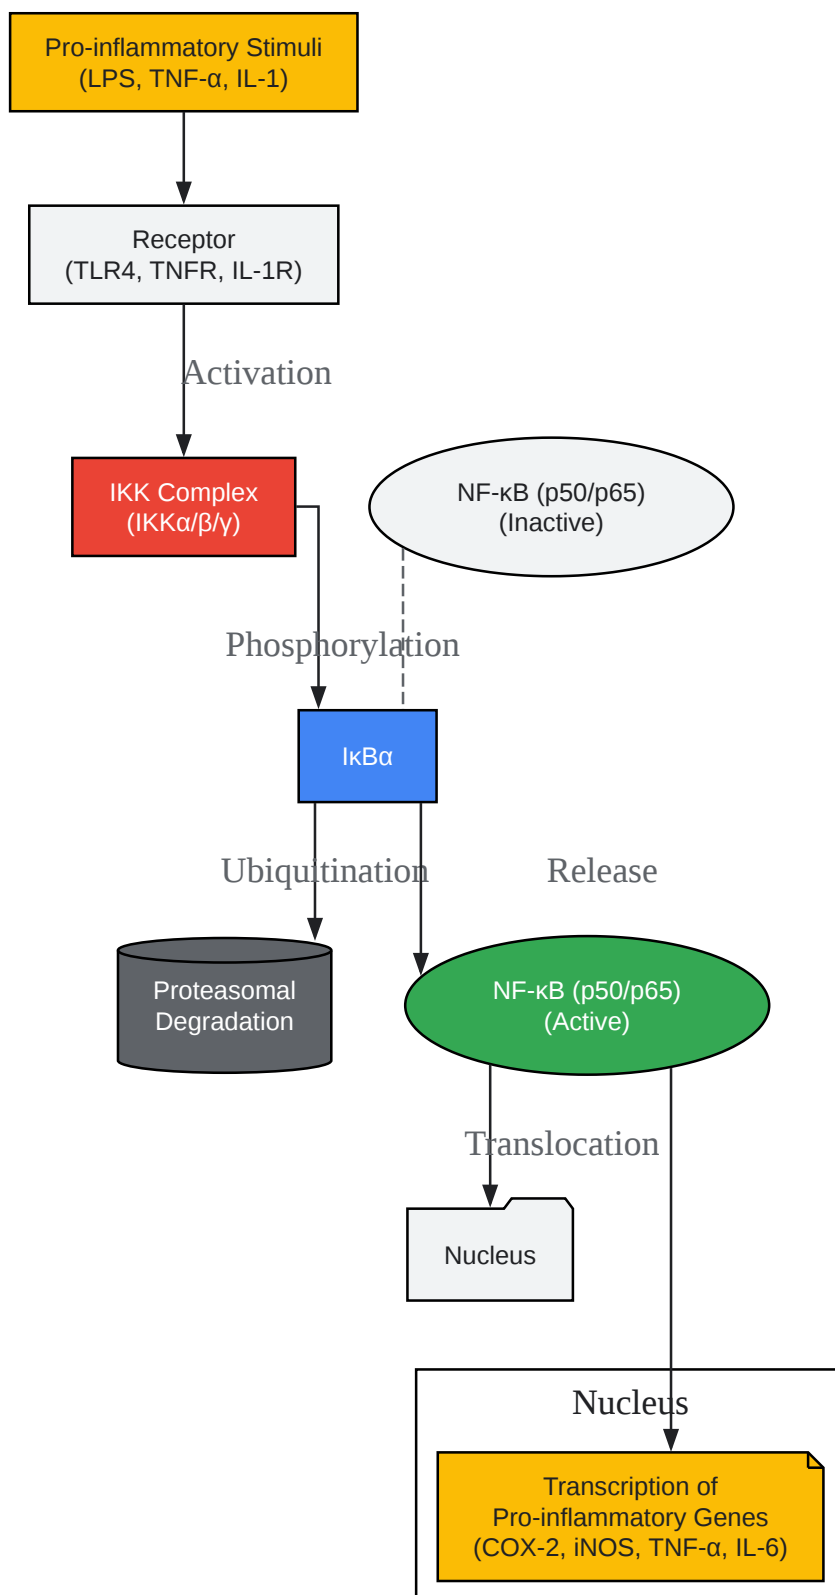 Pro-inflammatory Stimuli
(LPS, TNF-α, IL-1)
Receptor
(TLR4, TNFR, IL-1R)
Activation
IKK Complex
(IKKα/β/γ)
NF-κB (p50/p65)
(Inactive)
Phosphorylation
IκBα
Ubiquitination
Release
Proteasomal
Degradation
NF-κB (p50/p65)
(Active)
Translocation
Nucleus
Nucleus
Transcription of
Pro-inflammatory Genes
(COX-2, iNOS, TNF-α, IL-6)